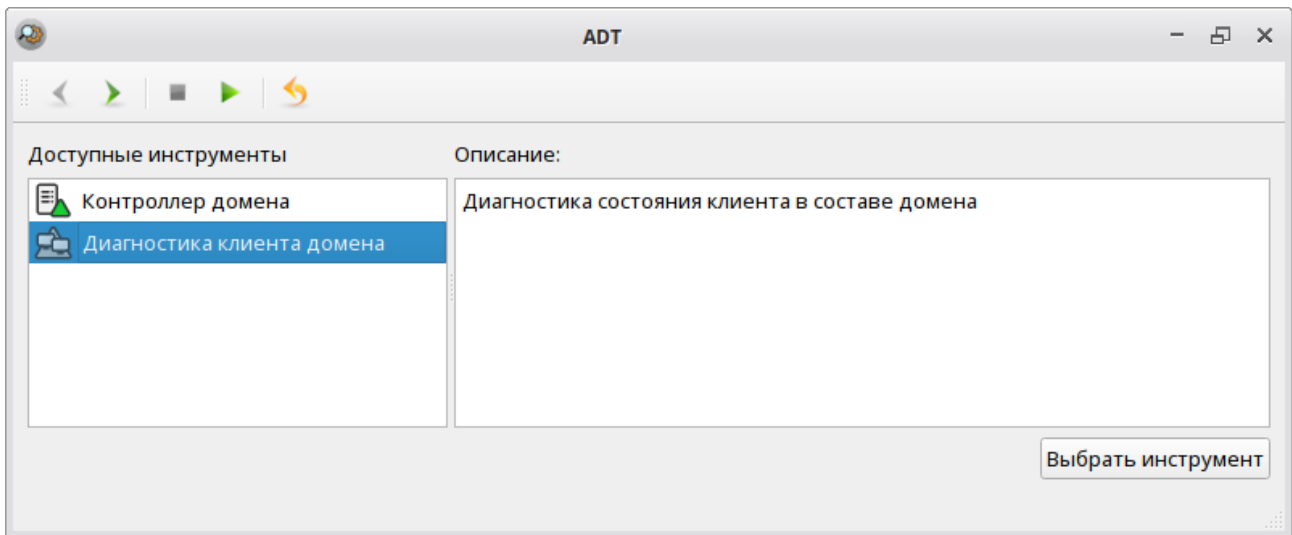 ADT
Доступные инструменты
Описание:
Контроллер домена
Диагностика состояния клиента в составе домена
Диагностика клиента домена
Выбрать инструмент